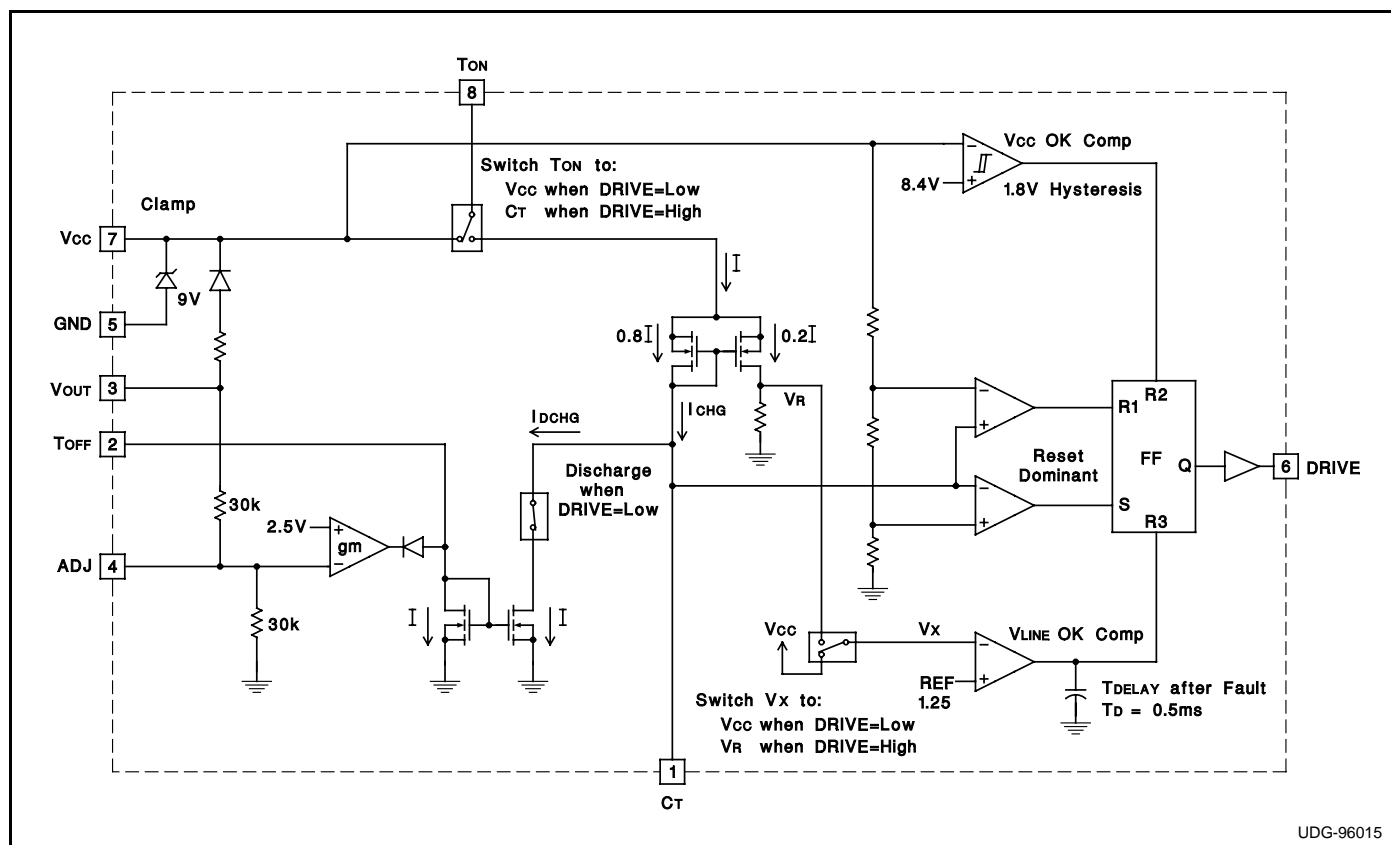 TON
8
Switch TON to:
VCC when DRIVE=Low
CT when DRIVE=High
VCC OK Comp
8.4V
1.8V Hysteresis
−
+
Clamp
VCC
7
9V
GND
5
I
0.8I
0.2I
VOUT
3
VR
ICHG
IDCHG
TOFF
2
Discharge
when
DRIVE=Low
−
+
R1
R2
Reset
Dominant
FF
Q
6
DRIVE
−
+
S
R3
30k
2.5V
+
gm
−
ADJ
4
30k
I
I
VCC
VX
VLINE OK Comp
−
+
REF
1.25
Switch VX to:
VCC when DRIVE=Low
VR when DRIVE=High
TDELAY after Fault
TD = 0.5ms
1
CT
UDG-96015